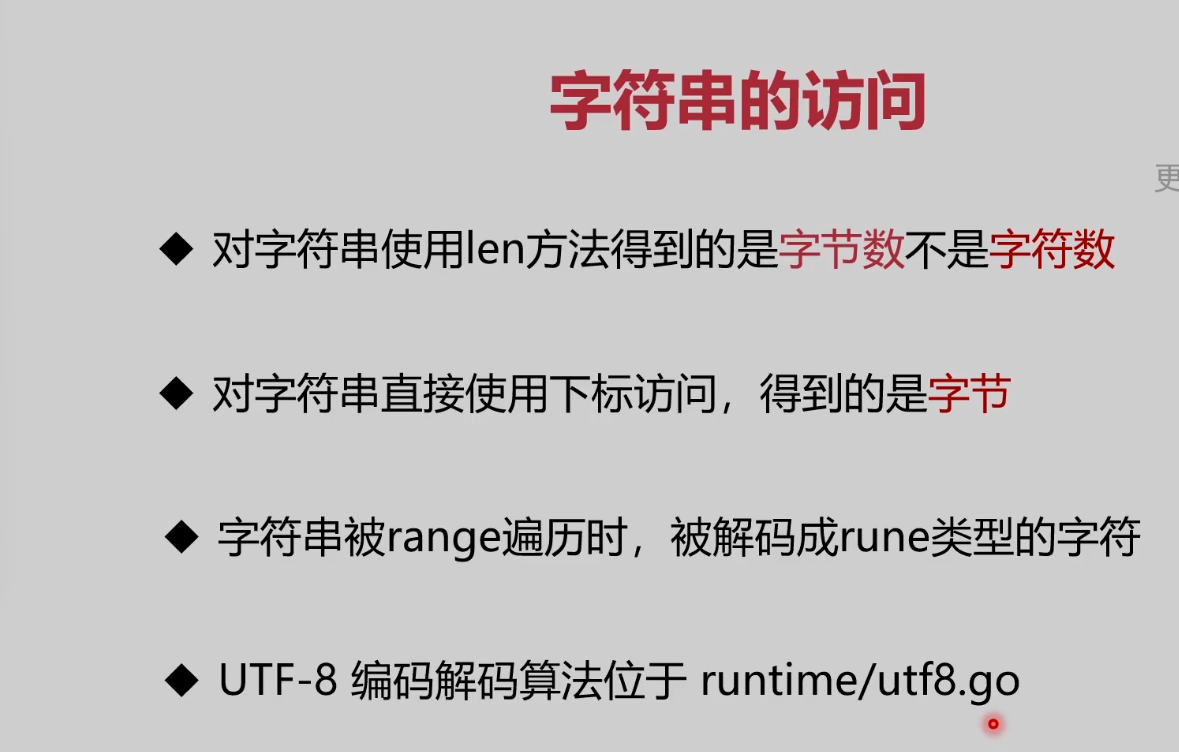 字符串的访问
更
◆ 对字符串使用len方法得到的是字节数不是字符数
◆ 对字符串直接使用下标访问，得到的是字节
◆ 字符串被range遍历时，被解码成rune类型的字符
◆ UTF-8 编码解码算法位于 runtime/utf8.go